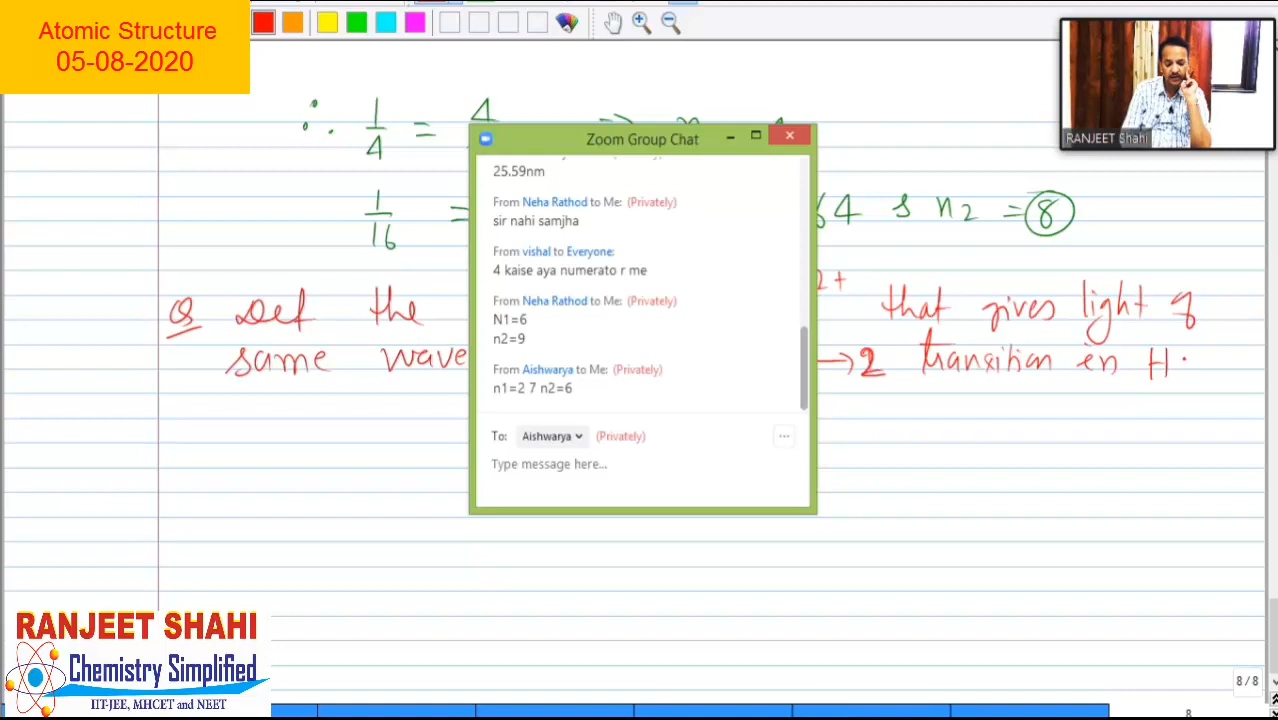 Atomic Structure
05-08-2020
RANJEET Shahi
∴ 1/4 = 4
1/16 = 64 s n2 = 8
Zoom Group Chat
25.59nm
From Neha Rathod to Me: (Privately)
sir nahi samjha
From vishal to Everyone:
4 kaise aya numerato r me
From Neha Rathod to Me: (Privately)
N1=6
n2=9
From Aishwarya to Me: (Privately)
n1=2 7 n2=6
To: Aishwarya (Privately)
Type message here...
Q Det the 2+ that gives light of
same wave → 2 transition in H.
RANJEET SHAHI
Chemistry Simplified
IIT-JEE, MHCET and NEET
8/8
8